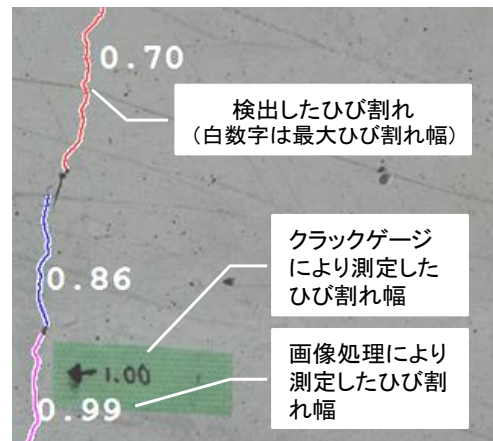 0.70
検出したひび割れ
（白数字は最大ひび割れ幅）
クラックゲージ
により測定した
ひび割れ幅
0.86
画像処理により
測定したひび割
れ幅
1.00
0.99